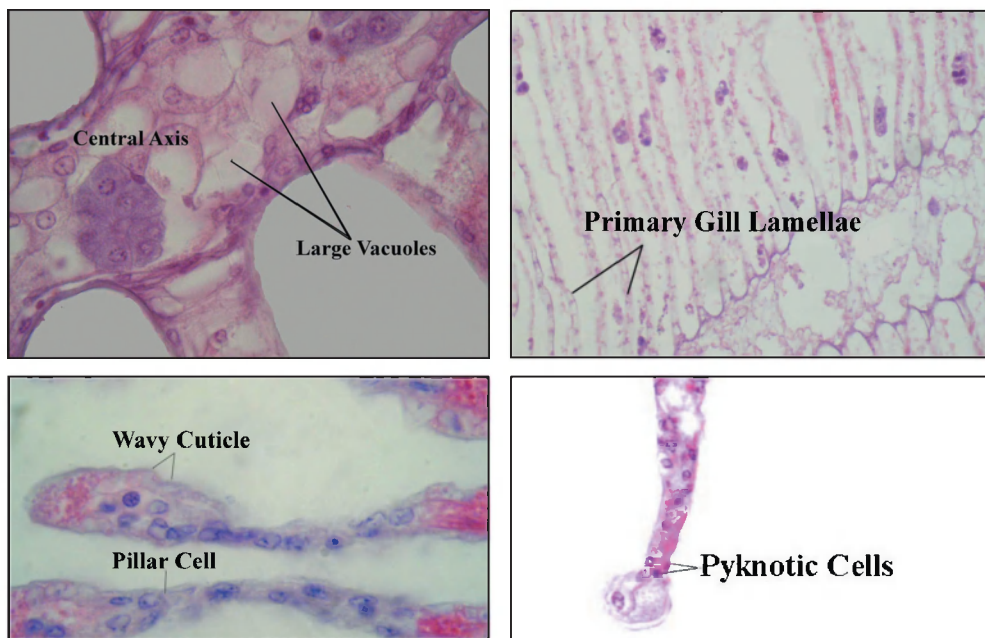 Central Axis
Large Vacuoles
Primary Gill Lamellae
Wavy Cuticle
Pillar Cell
Pyknotic Cells